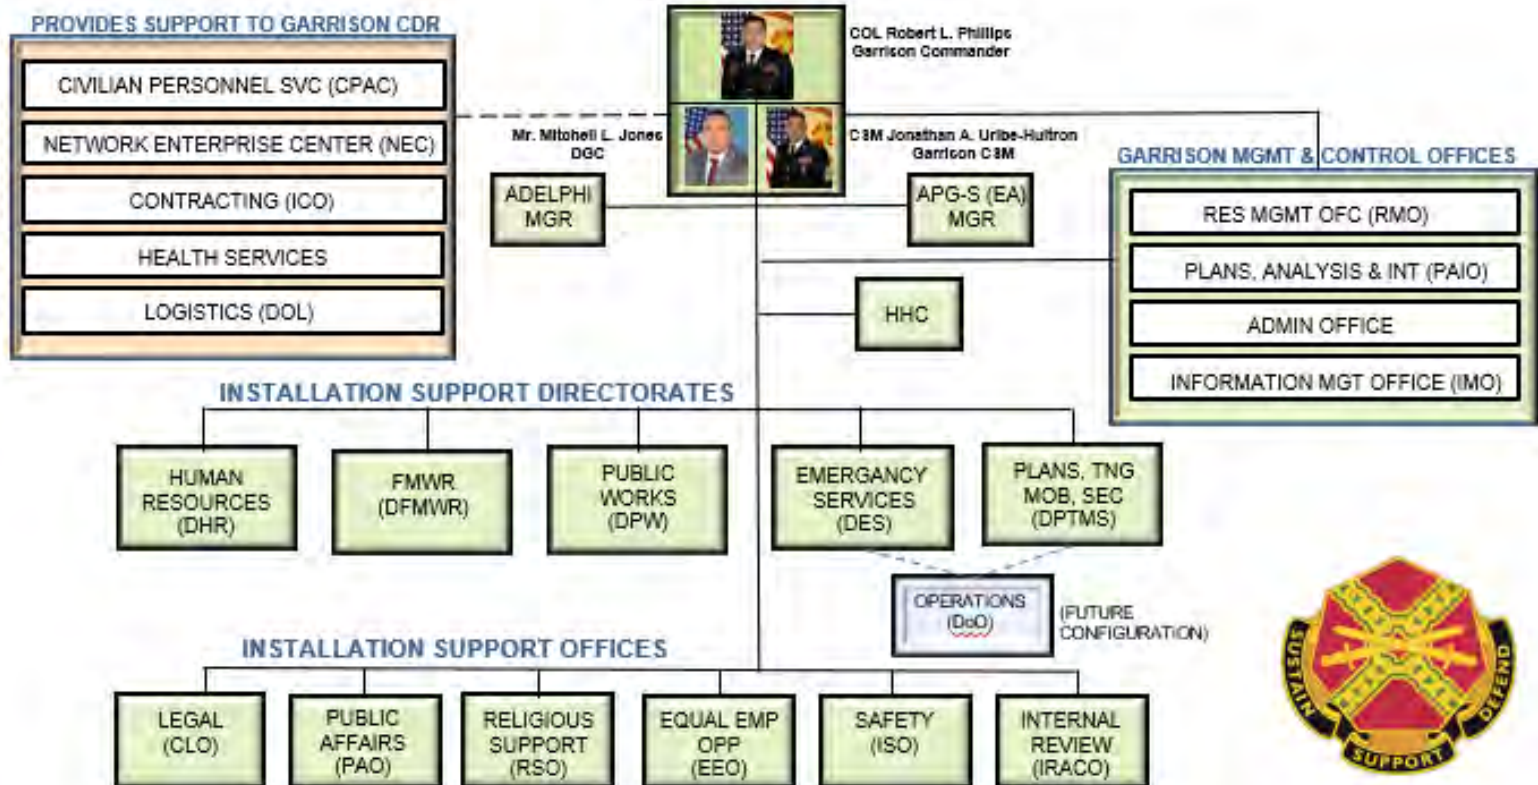 PROVIDES SUPPORT TO GARRISON CDR
CIVILIAN PERSONNEL SVC (CPAC)
NETWORK ENTERPRISE CENTER (NEC)
CONTRACTING (ICO)
HEALTH SERVICES
LOGISTICS (DOL)
COL Robert L. Phillips
Garrison Commander
Mr. Mitchell L. Jones
DGC
CSM Jonathan A. Uribe-Huitron
Garrison CSM
ADELPHI
MGR
APG-S (EA)
MGR
HHC
GARRISON MGMT & CONTROL OFFICES
RES MGMT OFC (RMO)
PLANS, ANALYSIS & INT (PAIO)
ADMIN OFFICE
INFORMATION MGT OFFICE (IMO)
INSTALLATION SUPPORT DIRECTORATES
HUMAN
RESOURCES
(DHR)
FMWR
(DFMWR)
PUBLIC
WORKS
(DPW)
EMERGANCY
SERVICES
(DES)
PLANS, TNG
MOB, SEC
(DPTMS)
OPERATIONS
(DoO)
(FUTURE
CONFIGURATION)
INSTALLATION SUPPORT OFFICES
LEGAL
(CLO)
PUBLIC
AFFAIRS
(PAO)
RELIGIOUS
SUPPORT
(RSO)
EQUAL EMP
OPP
(EEO)
SAFETY
(ISO)
INTERNAL
REVIEW
(IRACO)
SUSTAIN
SUPPORT
DEFEND